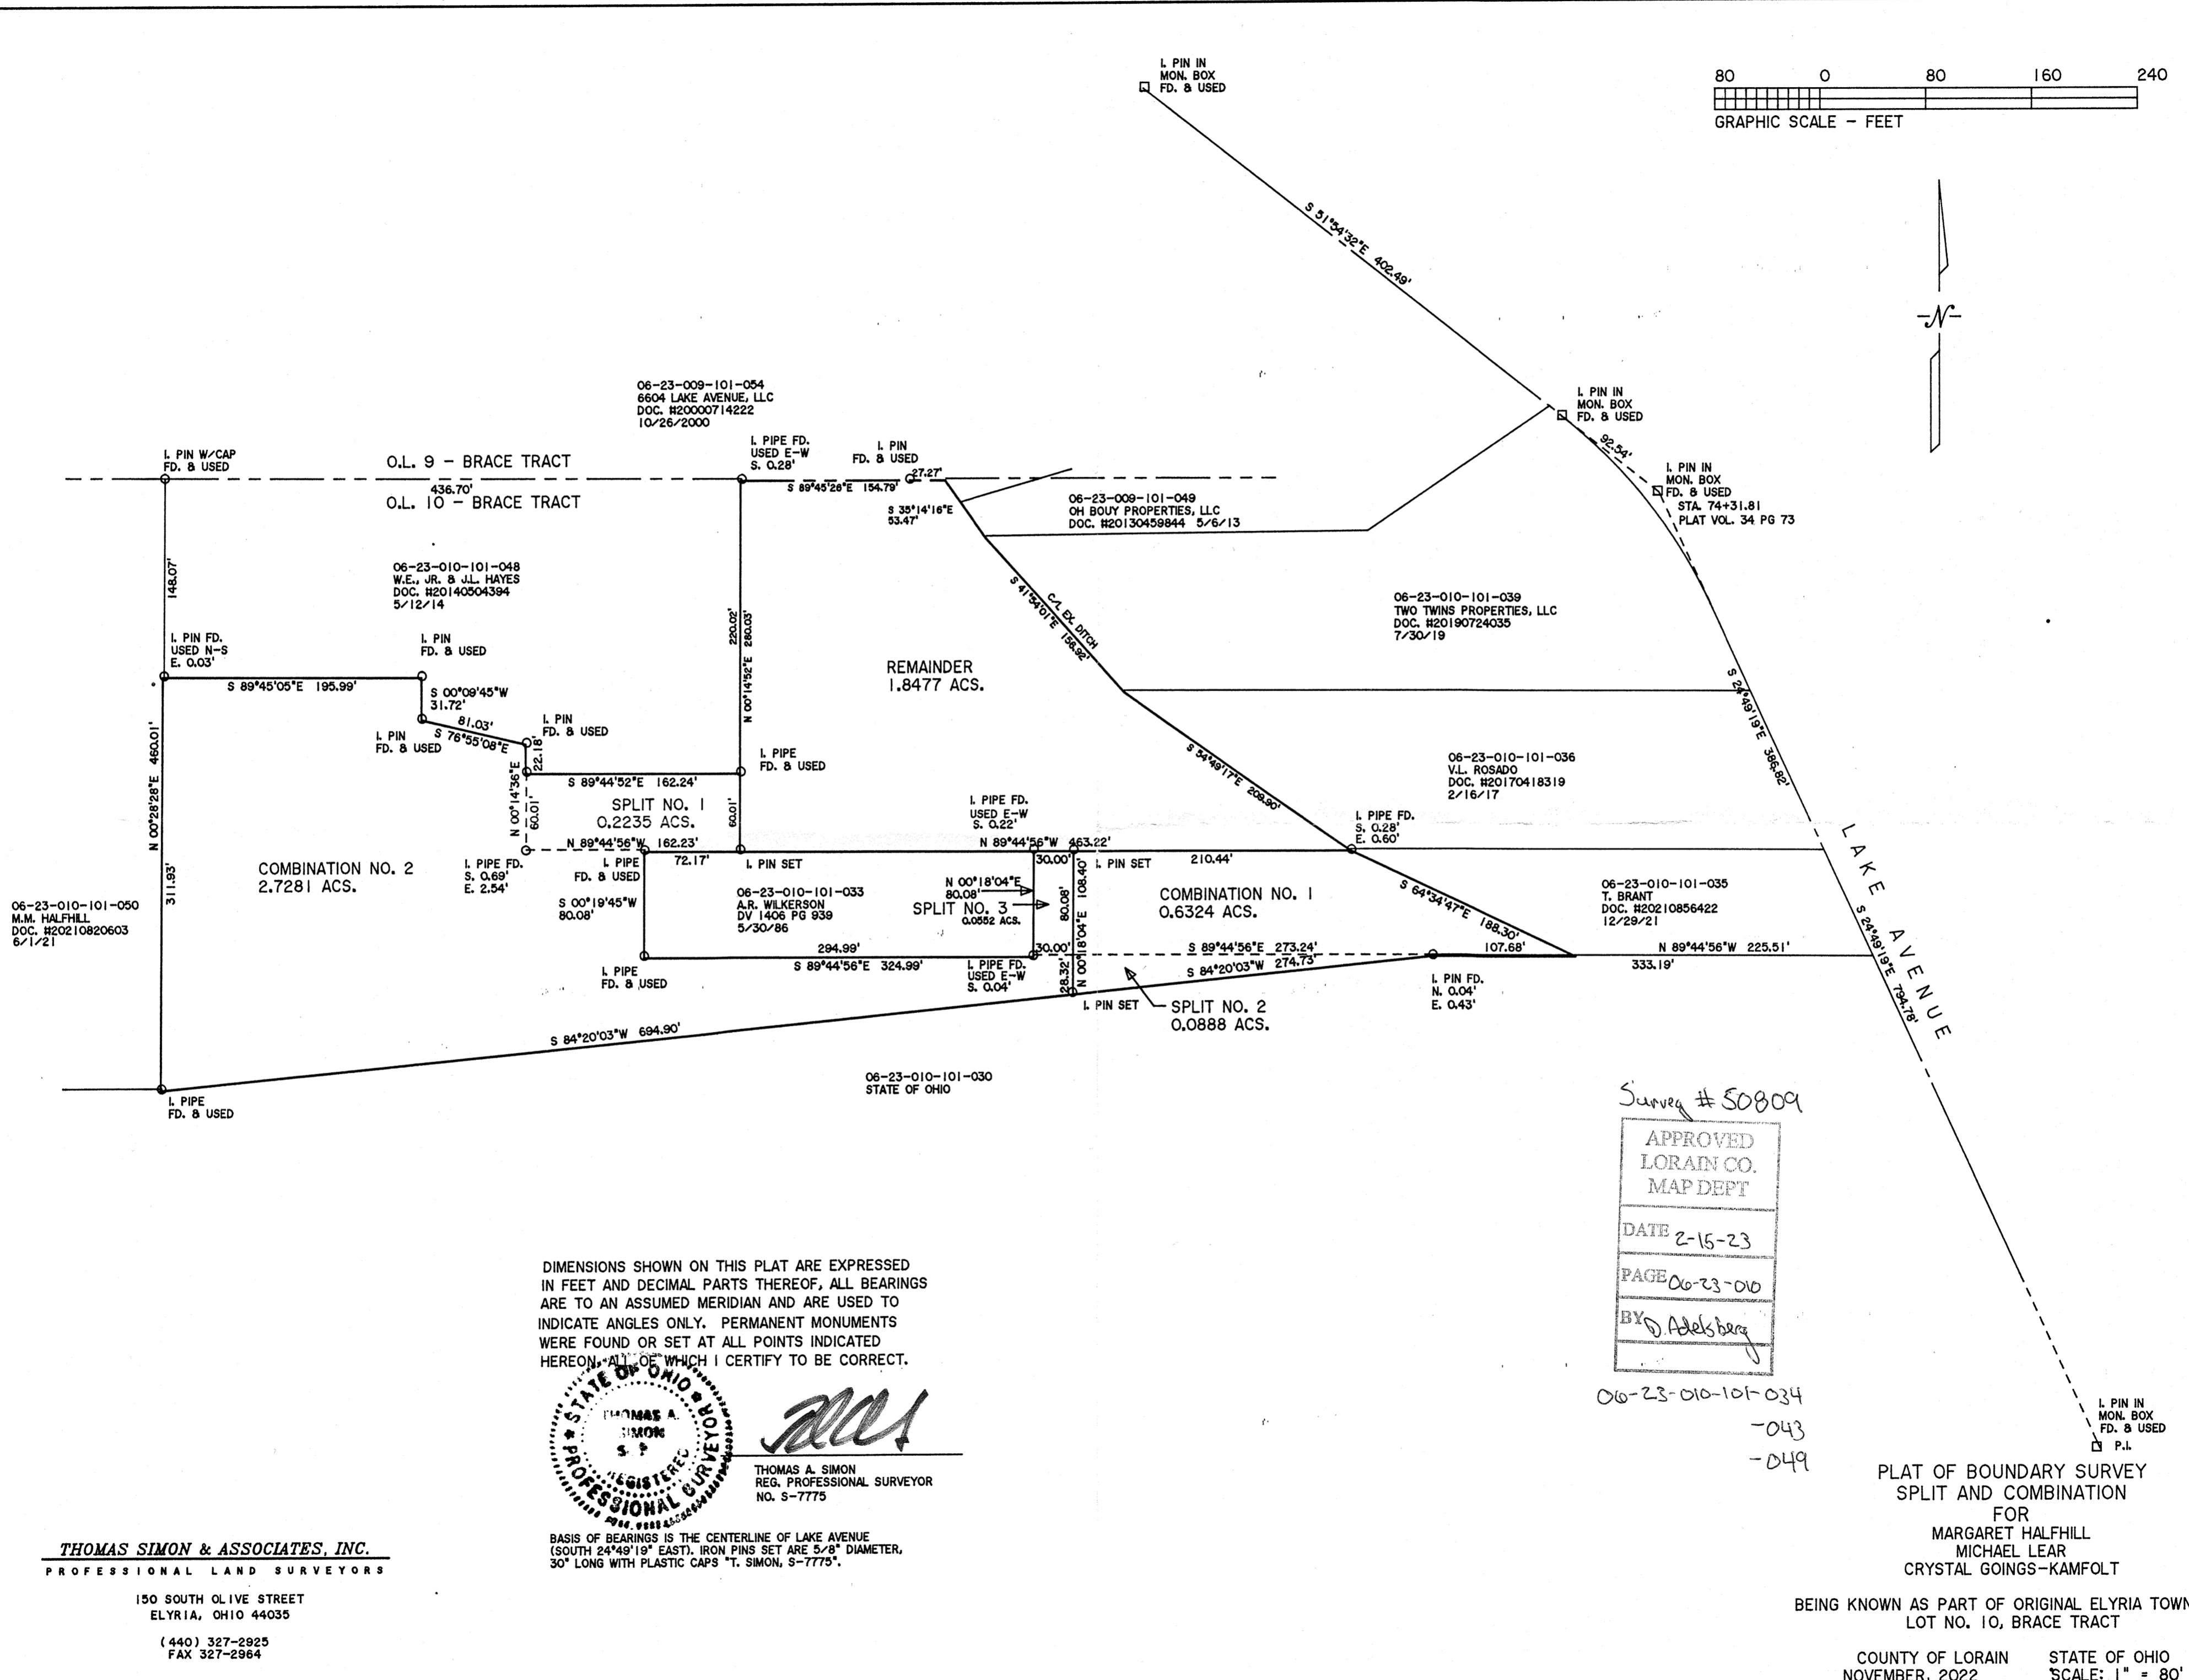 I. PIN IN
MON. BOX
FD. & USED
80 0 80 160 240
GRAPHIC SCALE - FEET
S 51°54'32"E 402.49'
-N-
06-23-009-101-054
6604 LAKE AVENUE, LLC
DOC. #20000714222
10/26/2000
I. PIN IN
MON. BOX
FD. & USED
92.54'
I. PIN IN
MON. BOX
FD. & USED
STA. 74+31.81
PLAT VOL. 34 PG 73
I. PIN W/CAP
FD. & USED
O.L. 9 - BRACE TRACT
436.70'
O.L. 10 - BRACE TRACT
I. PIPE FD.
USED E-W
S. 0.28'
I. PIN
FD. & USED
27.27'
S 89°45'26"E 154.79'
S 35°14'16"E
53.47'
06-23-009-101-049
OH BOUY PROPERTIES, LLC
DOC. #20130459844 5/6/13
148.07'
06-23-010-101-048
W.E., JR. & J.L. HAYES
DOC. #20140504394
5/12/14
220.02'
N 00°14'52"E 280.03'
S 41°54'01"E 156.92'
C/L EX. DITCH
06-23-010-101-039
TWO TWINS PROPERTIES, LLC
DOC. #20190724035
7/30/19
I. PIN FD.
USED N-S
E. 0.03'
I. PIN
FD. & USED
S 89°45'05"E 195.99'
S 00°09'45"W
31.72'
REMAINDER
1.8477 ACS.
S 24°49'19"E 386.82'
81.03'
S 76°55'08"E
I. PIN
FD. & USED
I. PIN
FD. & USED
22.18'
N 00°14'36"E
60.01'
S 89°44'52"E 162.24'
I. PIPE
FD. & USED
S 54°49'17"E 209.90'
06-23-010-101-036
V.L. ROSADO
DOC. #20170418319
2/16/17
N 00°28'28"E 460.01'
311.93'
SPLIT NO. 1
0.2235 ACS.
60.01'
I. PIPE FD.
USED E-W
S. 0.22'
I. PIPE FD.
S. 0.28'
E. 0.60'
N 89°44'56"W 162.23'
N 89°44'56"W 463.22'
72.17'
I. PIN SET
30.00'
I. PIN SET
210.44'
COMBINATION NO. 2
2.7281 ACS.
I. PIPE FD.
S. 0.69'
E. 2.54'
I. PIPE
FD. & USED
S 00°19'45"W
80.08'
06-23-010-101-033
A.R. WILKERSON
DV 1406 PG 939
5/30/86
N 00°18'04"E
80.08'
SPLIT NO. 3
0.0552 ACS.
80.08'
N 00°18'04"E 108.40'
COMBINATION NO. 1
0.6324 ACS.
S 64°34'47"E 188.30'
06-23-010-101-035
T. BRANT
DOC. #20210856422
12/29/21
LAKE AVENUE
S 24°49'19"E 794.78'
06-23-010-101-050
M.M. HALFHILL
DOC. #20210820603
6/1/21
294.99'
S 89°44'56"E 324.99'
I. PIPE
FD. & USED
I. PIPE FD.
USED E-W
S. 0.04'
30.00'
28.32'
S 89°44'56"E 273.24'
S 84°20'03"W 274.73'
107.68'
N 89°44'56"W 225.51'
333.19'
I. PIN FD.
N. 0.04'
E. 0.43'
I. PIN SET
SPLIT NO. 2
0.0888 ACS.
S 84°20'03"W 694.90'
I. PIPE
FD. & USED
06-23-010-101-030
STATE OF OHIO
Survey # 50809
APPROVED
LORAIN CO.
MAP DEPT
DATE 2-15-23
PAGE 06-23-010
BY D. Adelsberg
06-23-010-101-034
-043
-049
I. PIN IN
MON. BOX
FD. & USED
P.I.
DIMENSIONS SHOWN ON THIS PLAT ARE EXPRESSED
IN FEET AND DECIMAL PARTS THEREOF, ALL BEARINGS
ARE TO AN ASSUMED MERIDIAN AND ARE USED TO
INDICATE ANGLES ONLY. PERMANENT MONUMENTS
WERE FOUND OR SET AT ALL POINTS INDICATED
HEREON, ALL OF WHICH I CERTIFY TO BE CORRECT.
STATE OF OHIO
THOMAS A.
SIMON
REGISTERED
PROFESSIONAL SURVEYOR
THOMAS A. SIMON
REG. PROFESSIONAL SURVEYOR
NO. S-7775
BASIS OF BEARINGS IS THE CENTERLINE OF LAKE AVENUE
(SOUTH 24°49'19" EAST). IRON PINS SET ARE 5/8" DIAMETER,
30" LONG WITH PLASTIC CAPS "T. SIMON, S-7775".
THOMAS SIMON & ASSOCIATES, INC.
PROFESSIONAL LAND SURVEYORS
150 SOUTH OLIVE STREET
ELYRIA, OHIO 44035
(440) 327-2925
FAX 327-2964
PLAT OF BOUNDARY SURVEY
SPLIT AND COMBINATION
FOR
MARGARET HALFHILL
MICHAEL LEAR
CRYSTAL GOINGS-KAMFOLT
BEING KNOWN AS PART OF ORIGINAL ELYRIA TOWN
LOT NO. 10, BRACE TRACT
COUNTY OF LORAIN STATE OF OHIO
NOVEMBER, 2022 SCALE: 1" = 80'